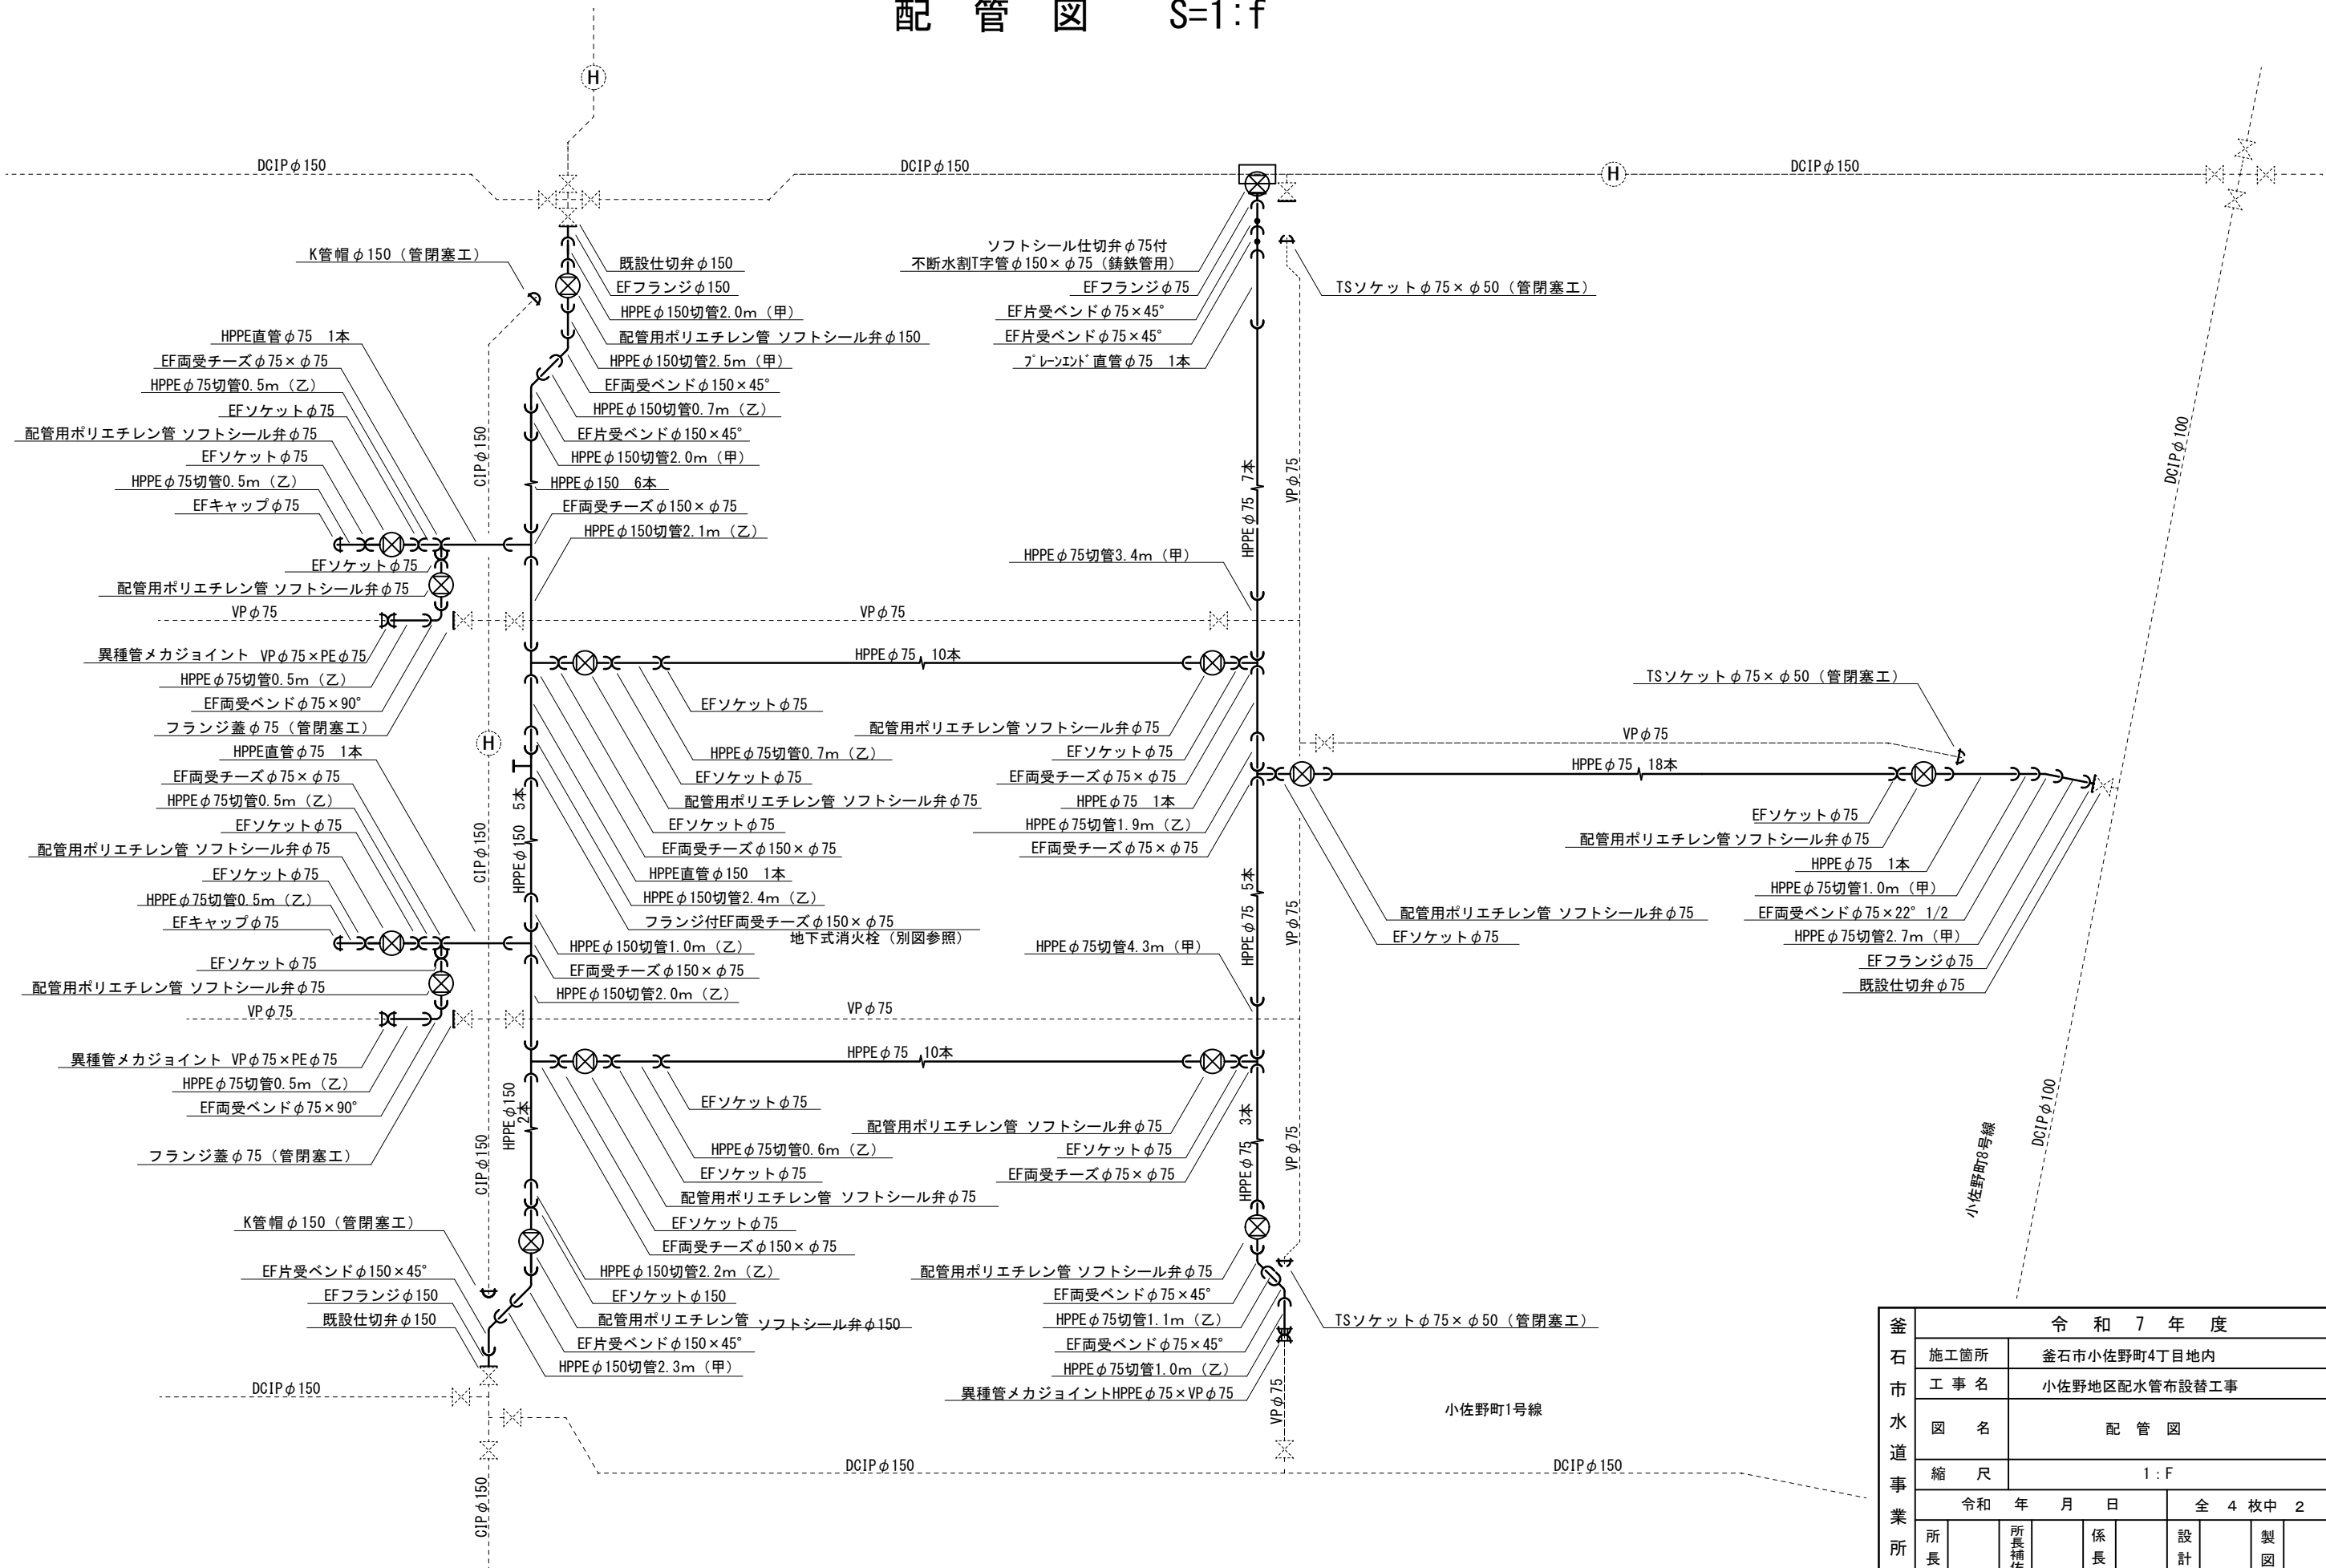 配 管 図 S=1:f
H
DCIPφ150
DCIPφ150
H
DCIPφ150
K管帽φ150（管閉塞工）
既設仕切弁φ150
EFフランジφ150
HPPEφ150切管2.0m（甲）
配管用ポリエチレン管 ソフトシール弁φ150
HPPEφ150切管2.5m（甲）
EF両受ベンドφ150×45°
HPPEφ150切管0.7m（乙）
EF片受ベンドφ150×45°
HPPEφ150切管2.0m（甲）
HPPEφ150 6本
EF両受チーズφ150×φ75
HPPEφ150切管2.1m（乙）
ソフトシール仕切弁φ75付
不断水割T字管φ150×φ75（鋳鉄管用）
EFフランジφ75
EF片受ベンドφ75×45°
EF片受ベンドφ75×45°
プレーンエンド直管φ75 1本
TSソケットφ75×φ50（管閉塞工）
HPPE直管φ75 1本
EF両受チーズφ75×φ75
HPPEφ75切管0.5m（乙）
EFソケットφ75
配管用ポリエチレン管 ソフトシール弁φ75
EFソケットφ75
HPPEφ75切管0.5m（乙）
EFキャップφ75
CIPφ150
HPPEφ75 7本
VPφ75
DCIPφ100
EFソケットφ75
配管用ポリエチレン管 ソフトシール弁φ75
VPφ75
異種管メカジョイント VPφ75×PEφ75
HPPEφ75切管0.5m（乙）
EF両受ベンドφ75×90°
フランジ蓋φ75（管閉塞工）
HPPEφ75切管3.4m（甲）
VPφ75
HPPEφ75 10本
EFソケットφ75
HPPEφ75切管0.7m（乙）
EFソケットφ75
配管用ポリエチレン管 ソフトシール弁φ75
EFソケットφ75
EF両受チーズφ150×φ75
HPPE直管φ150 1本
HPPEφ150切管2.4m（乙）
フランジ付EF両受チーズφ150×φ75
地下式消火栓（別図参照）
HPPEφ150切管1.0m（乙）
EF両受チーズφ150×φ75
HPPEφ150切管2.0m（乙）
配管用ポリエチレン管 ソフトシール弁φ75
EFソケットφ75
EF両受チーズφ75×φ75
HPPEφ75 1本
HPPEφ75切管1.9m（乙）
EF両受チーズφ75×φ75
HPPEφ75切管4.3m（甲）
TSソケットφ75×φ50（管閉塞工）
VPφ75
HPPEφ75 18本
配管用ポリエチレン管 ソフトシール弁φ75
EFソケットφ75
EFソケットφ75
配管用ポリエチレン管 ソフトシール弁φ75
HPPEφ75 1本
HPPEφ75切管1.0m（甲）
EF両受ベンドφ75×22° 1/2
HPPEφ75切管2.7m（甲）
EFフランジφ75
既設仕切弁φ75
H
HPPE直管φ75 1本
EF両受チーズφ75×φ75
HPPEφ75切管0.5m（乙）
EFソケットφ75
配管用ポリエチレン管 ソフトシール弁φ75
EFソケットφ75
HPPEφ75切管0.5m（乙）
EFキャップφ75
CIPφ150
HPPEφ150 5本
HPPEφ75 5本
VPφ75
EFソケットφ75
配管用ポリエチレン管 ソフトシール弁φ75
VPφ75
異種管メカジョイント VPφ75×PEφ75
HPPEφ75切管0.5m（乙）
EF両受ベンドφ75×90°
フランジ蓋φ75（管閉塞工）
VPφ75
HPPEφ75 10本
EFソケットφ75
HPPEφ75切管0.6m（乙）
EFソケットφ75
配管用ポリエチレン管 ソフトシール弁φ75
EFソケットφ75
EF両受チーズφ150×φ75
配管用ポリエチレン管 ソフトシール弁φ75
EFソケットφ75
EF両受チーズφ75×φ75
HPPEφ150
2本
CIPφ150
HPPEφ75 3本
VPφ75
小佐野町8号線
DCIPφ100
K管帽φ150（管閉塞工）
EF片受ベンドφ150×45°
EFフランジφ150
既設仕切弁φ150
HPPEφ150切管2.2m（乙）
EFソケットφ150
配管用ポリエチレン管 ソフトシール弁φ150
EF片受ベンドφ150×45°
HPPEφ150切管2.3m（甲）
配管用ポリエチレン管 ソフトシール弁φ75
EF両受ベンドφ75×45°
HPPEφ75切管1.1m（乙）
EF両受ベンドφ75×45°
HPPEφ75切管1.0m（乙）
異種管メカジョイントHPPEφ75×VPφ75
TSソケットφ75×φ50（管閉塞工）
VPφ75
小佐野町1号線
DCIPφ150
DCIPφ150
DCIPφ150
CIPφ150
釜石市水道事業所
令和7年度
施工箇所 釜石市小佐野町4丁目地内
工事名 小佐野地区配水管布設替工事
図名 配管図
縮尺 1:F
令和 年 月 日 全 4 枚中 2
所長 所長補佐 係長 設計 製図